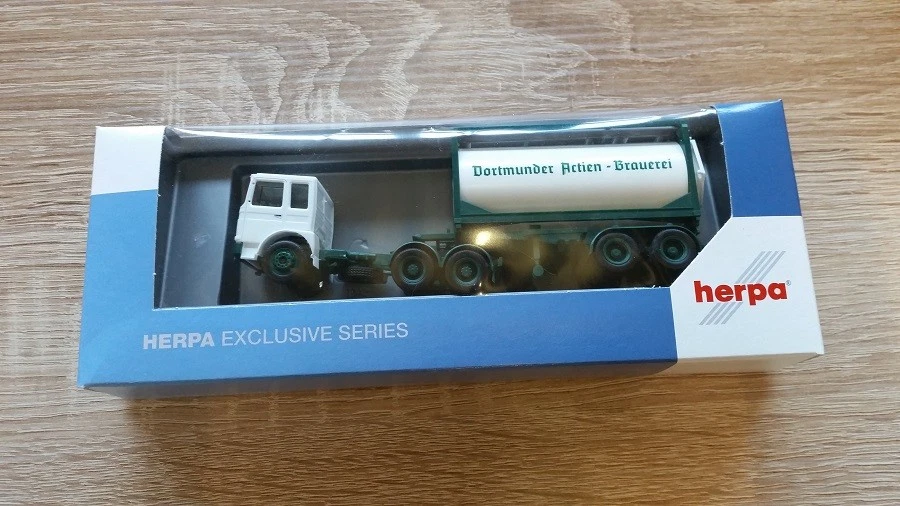 Dortmunder Actien - Brauerei
herpa®
HERPA EXCLUSIVE SERIES